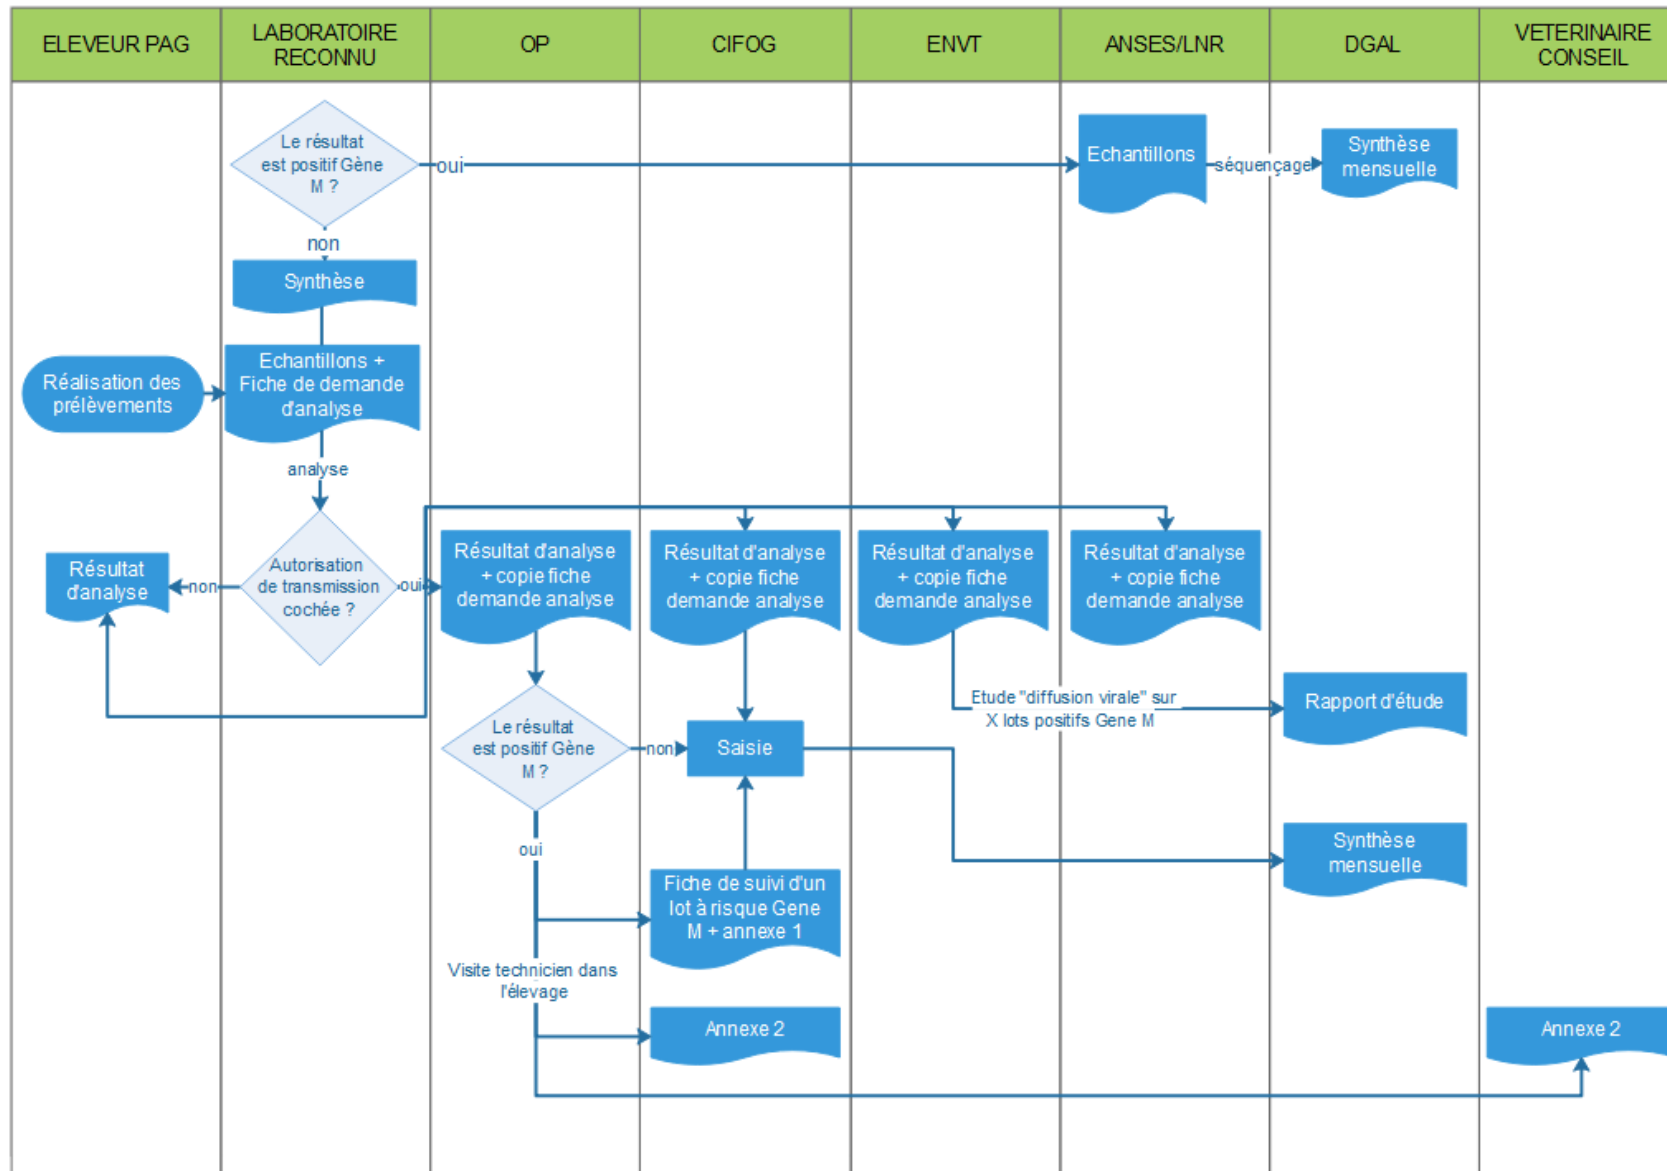 ELEVEUR PAG
LABORATOIRE
RECONNU
OP
CIFOG
ENVT
ANSES/LNR
DGAL
VETERINAIRE
CONSEIL
Le résultat
est positif Gène
M ?
oui
Echantillons
séquençage
Synthèse
mensuelle
non
Synthèse
Réalisation des
prélèvements
Echantillons +
Fiche de demande
d'analyse
analyse
Résultat
d'analyse
non
Autorisation
de transmission
cochée ?
oui
Résultat d'analyse
+ copie fiche
demande analyse
Résultat d'analyse
+ copie fiche
demande analyse
Résultat d'analyse
+ copie fiche
demande analyse
Résultat d'analyse
+ copie fiche
demande analyse
Etude "diffusion virale" sur
X lots positifs Gene M
Rapport d'étude
Le résultat
est positif Gène
M ?
non
Saisie
oui
Synthèse
mensuelle
Fiche de suivi d'un
lot à risque Gene
M + annexe 1
Visite technicien dans
l'élevage
Annexe 2
Annexe 2